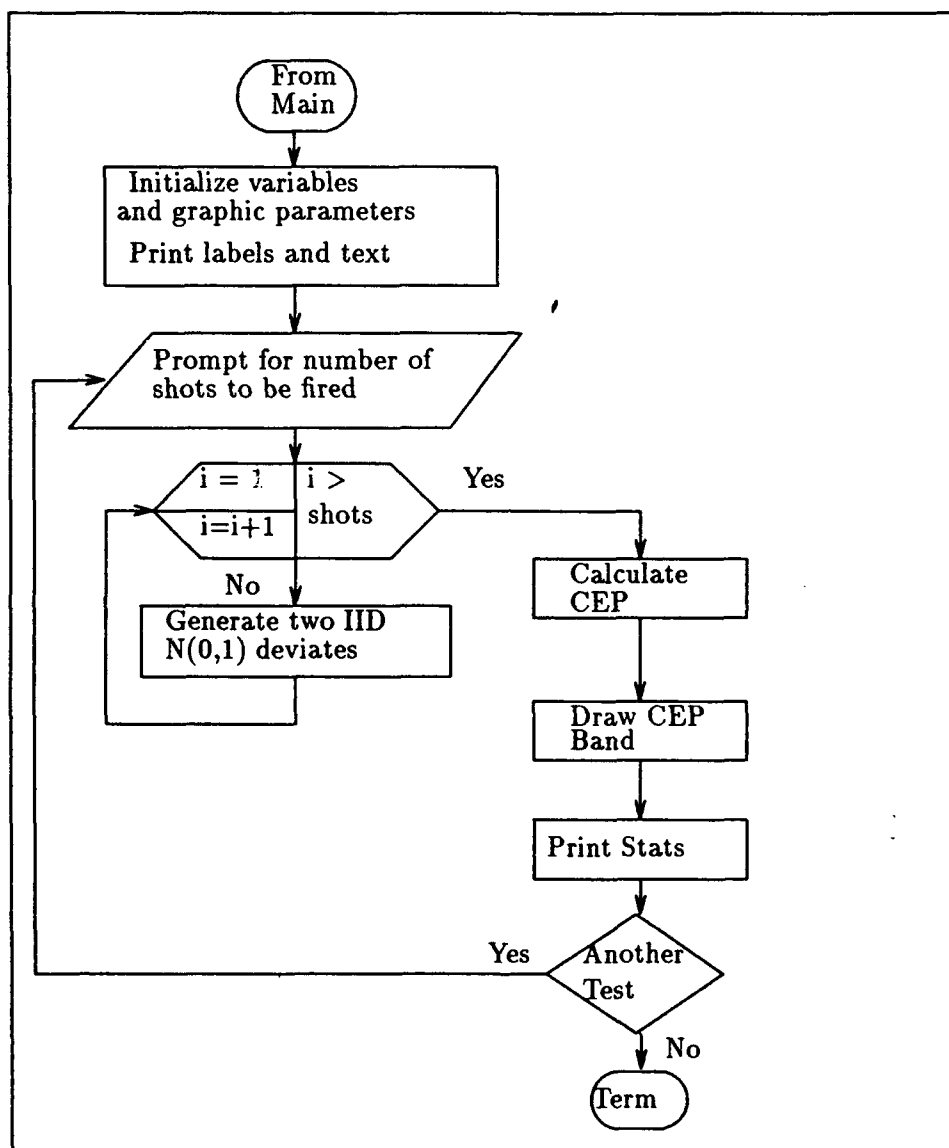 From
Main
Initialize variables
and graphic parameters
Print labels and text
Prompt for number of
shots to be fired
i = 1
i=i+1
i >
shots
Yes
No
Generate two IID
N(0,1) deviates
Calculate
CEP
Draw CEP
Band
Print Stats
Yes
Another
Test
No
Term